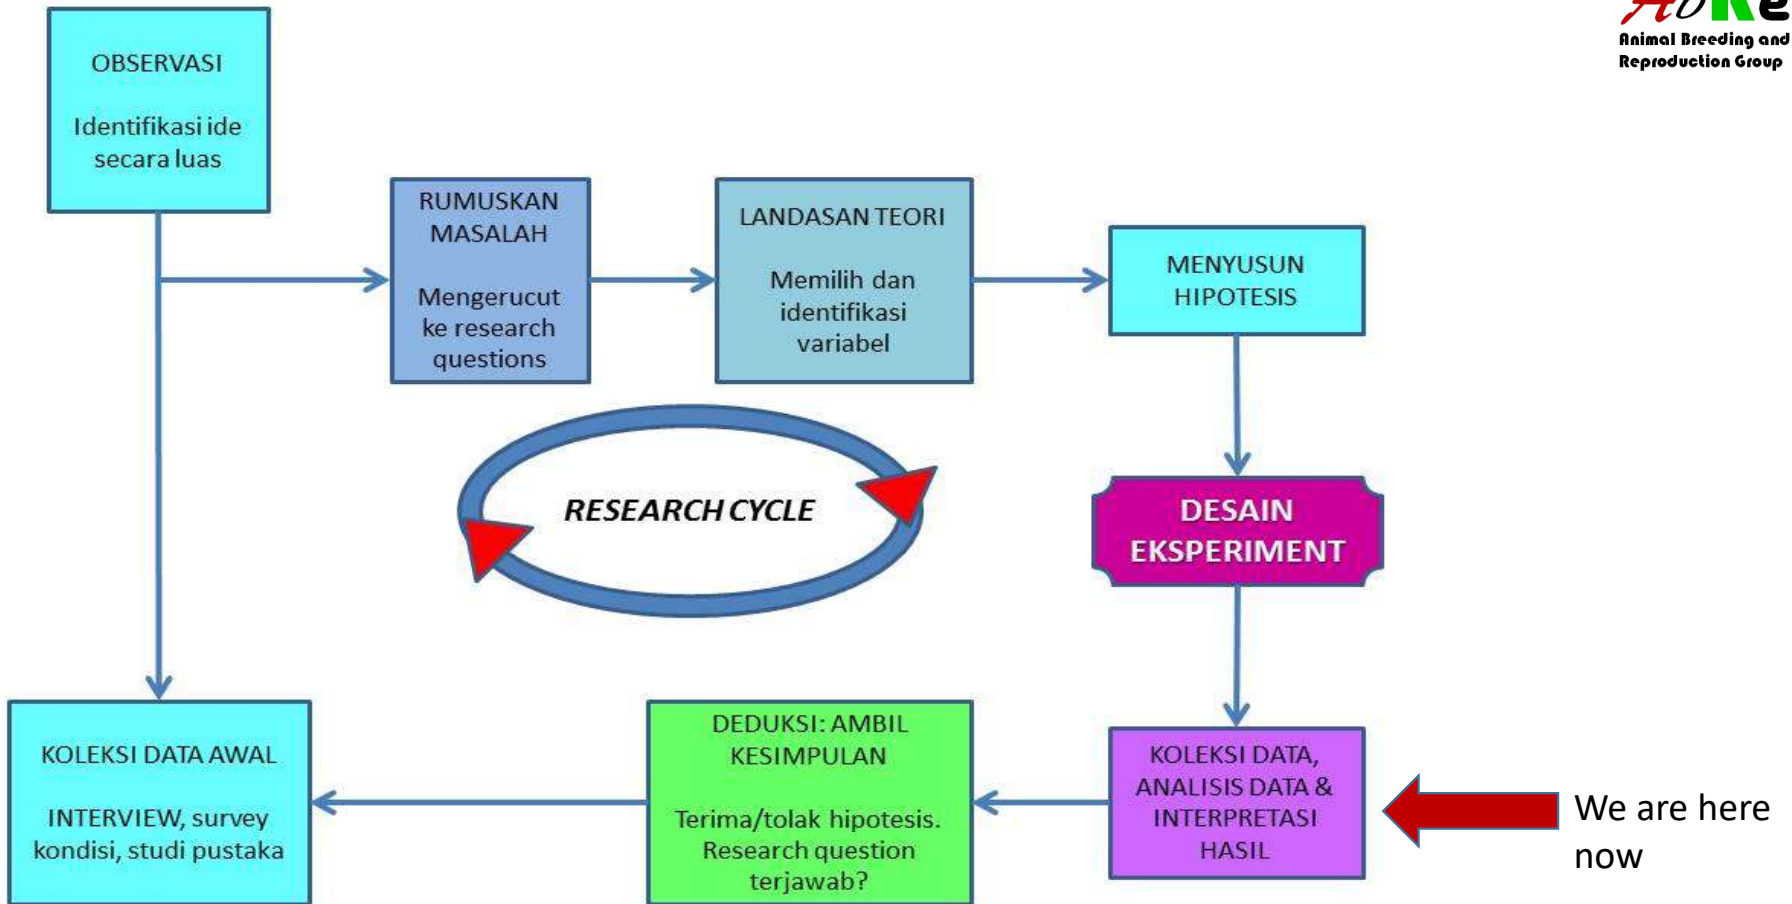 Animal Breeding and
Reproduction Group
OBSERVASI
Identifikasi ide
secara luas
RUMUSKAN
MASALAH
Mengerucut
ke research
questions
LANDASAN TEORI
Memilih dan
identifikasi
variabel
MENYUSUN
HIPOTESIS
RESEARCH CYCLE
DESAIN
EKSPERIMENT
KOLEKSI DATA AWAL
INTERVIEW, survey
kondisi, studi pustaka
DEDUKSI: AMBIL
KESIMPULAN
Terima/tolak hipotesis.
Research question
terjawab?
KOLEKSI DATA,
ANALISIS DATA &
INTERPRETASI
HASIL
We are here
now